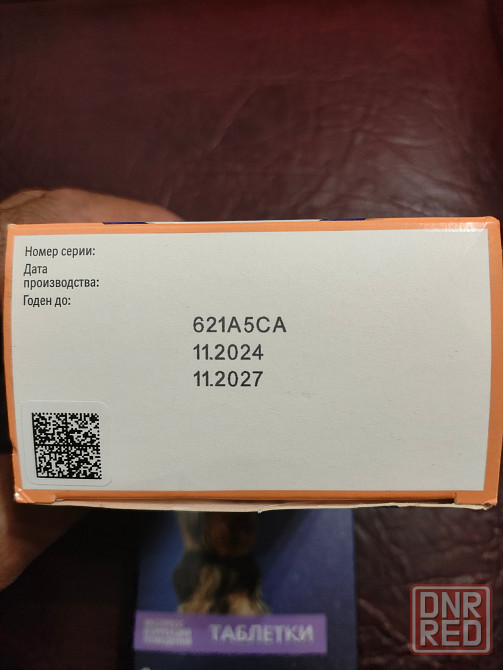 Номер серии:
Дата
производства:
Годен до:
621A5CA
11.2024
11.2027
ТАБЛЕТКИ
DNR
RED